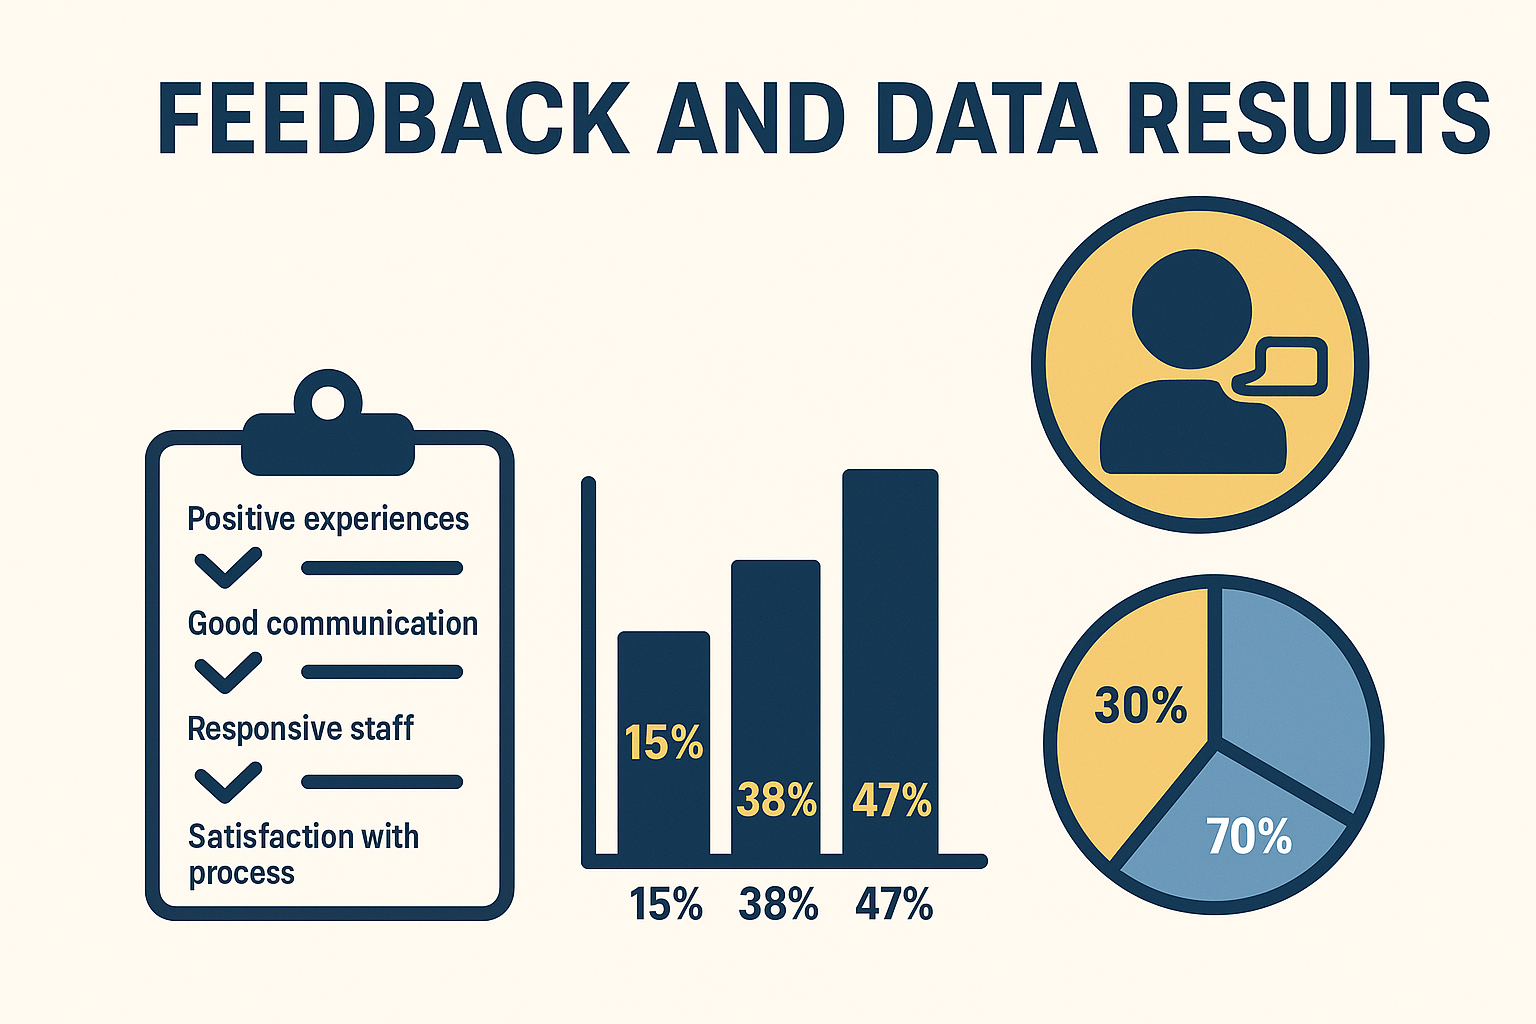 FEEDBACK AND DATA RESULTS
Positive experiences
Good communication
Responsive staff
Satisfaction with
process
15%
38%
47%
15% 38% 47%
30%
70%